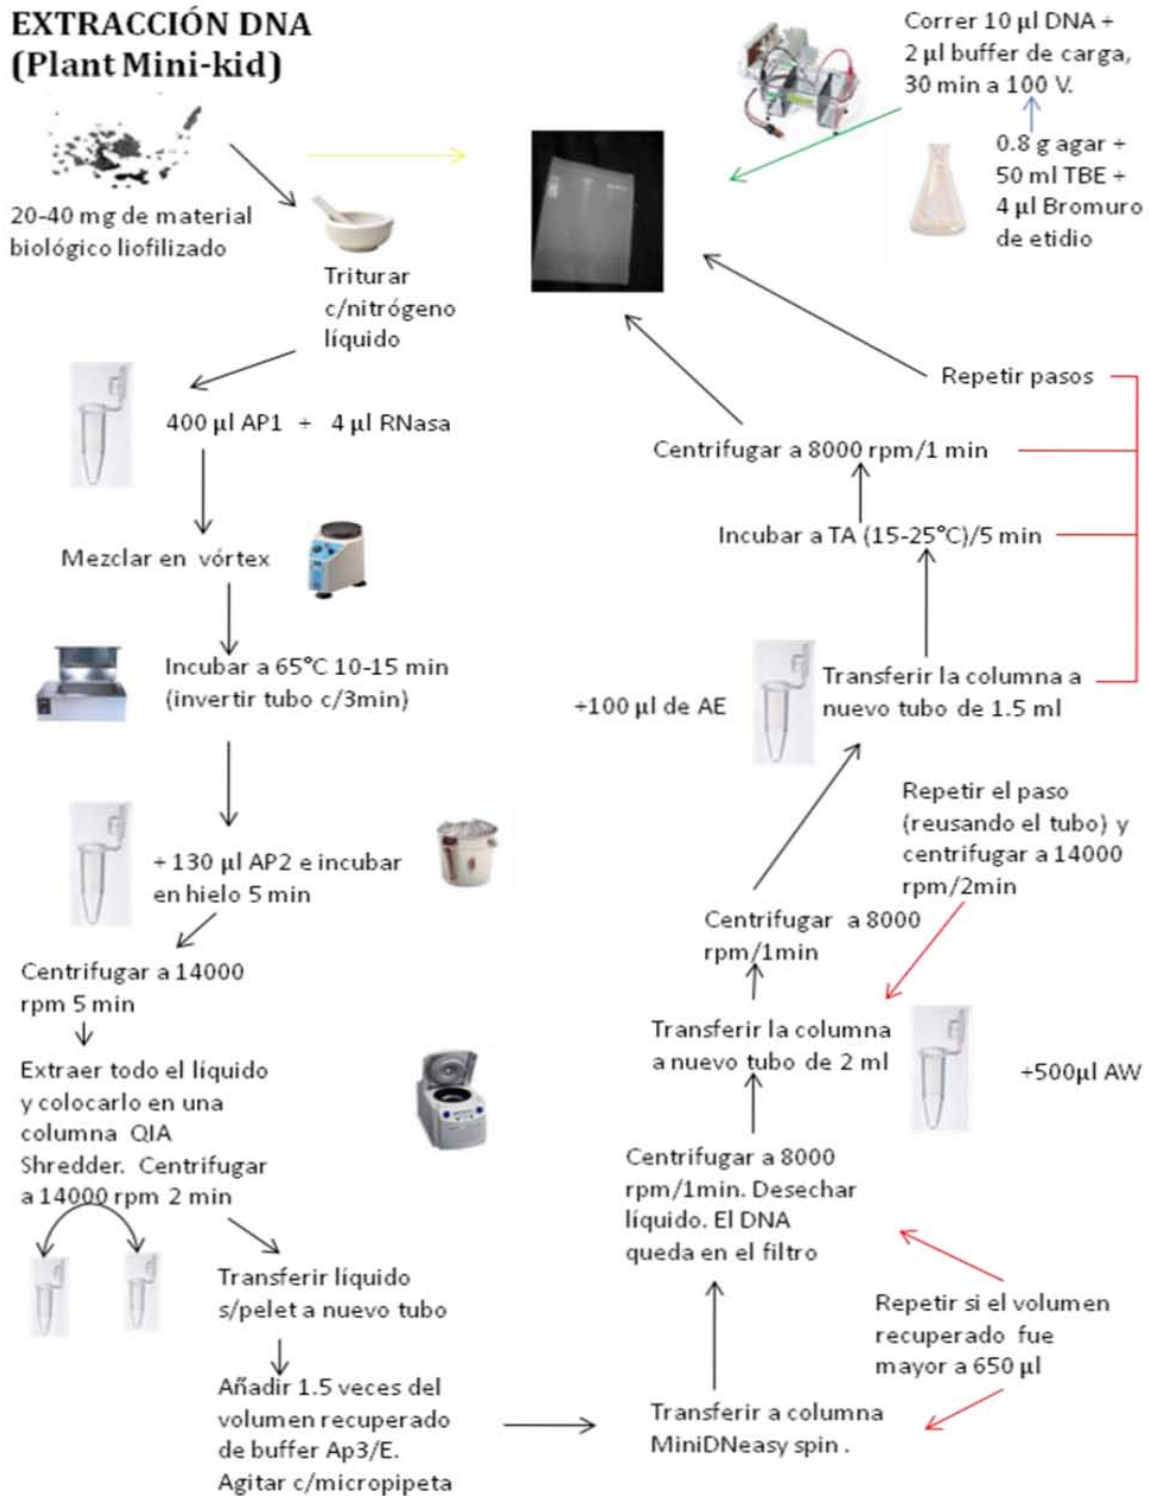 EXTRACCIÓN DNA
(Plant Mini-kid)
20-40 mg de material
biológico liofilizado
Triturar
c/nitrógeno
líquido
400 µl AP1 + 4 µl RNasa
Mezclar en vórtex
Incubar a 65°C 10-15 min
(invertir tubo c/3min)
+ 130 µl AP2 e incubar
en hielo 5 min
Centrifugar a 14000
rpm 5 min
Extraer todo el líquido
y colocarlo en una
columna QIA
Shredder. Centrifugar
a 14000 rpm 2 min
Transferir líquido
s/pelet a nuevo tubo
Añadir 1.5 veces del
volumen recuperado
de buffer Ap3/E.
Agitar c/micropipeta
Transferir a columna
MiniDNeasy spin .
Repetir si el volumen
recuperado fue
mayor a 650 µl
Centrifugar a 8000
rpm/1min. Desechar
líquido. El DNA
queda en el filtro
Transferir la columna
a nuevo tubo de 2 ml
+500µl AW
Centrifugar a 8000
rpm/1min
Repetir el paso
(reusando el tubo) y
centrifugar a 14000
rpm/2min
+100 µl de AE
Transferir la columna a
nuevo tubo de 1.5 ml
Incubar a TA (15-25°C)/5 min
Centrifugar a 8000 rpm/1 min
Repetir pasos
Correr 10 µl DNA +
2 µl buffer de carga,
30 min a 100 V.
0.8 g agar +
50 ml TBE +
4 µl Bromuro
de etidio